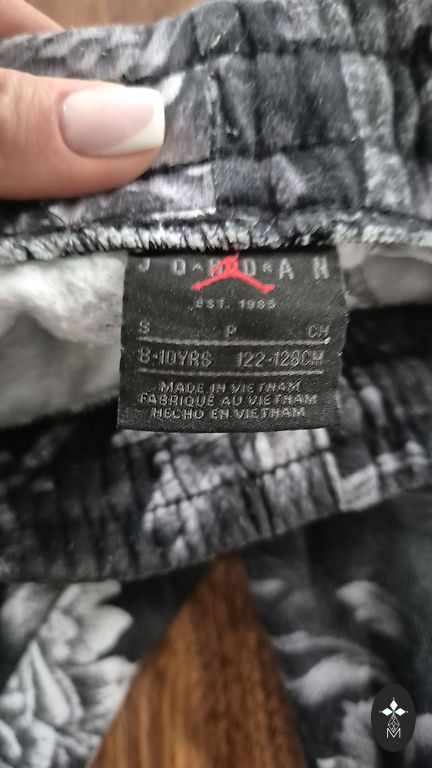 JORDAN
EST. 1985
S P CH
8-10YRS 122-128CM
MADE IN VIETNAM
FABRIQUÉ AU VIETNAM
HECHO EN VIETNAM
M